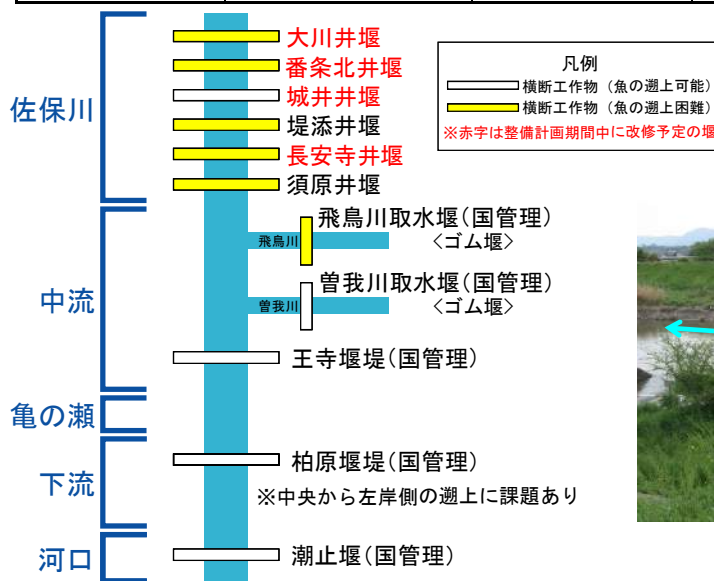 大川井堰
番条北井堰
城井井堰
堤添井堰
長安寺井堰
須原井堰
佐保川
凡例
横断工作物（魚の遡上可能）
横断工作物（魚の遡上困難）
※赤字は整備計画期間中に改修予定の堰
飛鳥川取水堰（国管理）
＜ゴム堰＞
飛鳥川
曽我川取水堰（国管理）
＜ゴム堰＞
曽我川
中流
王寺堰堤（国管理）
亀の瀬
柏原堰堤（国管理）
※中央から左岸側の遡上に課題あり
下流
潮止堰（国管理）
河口